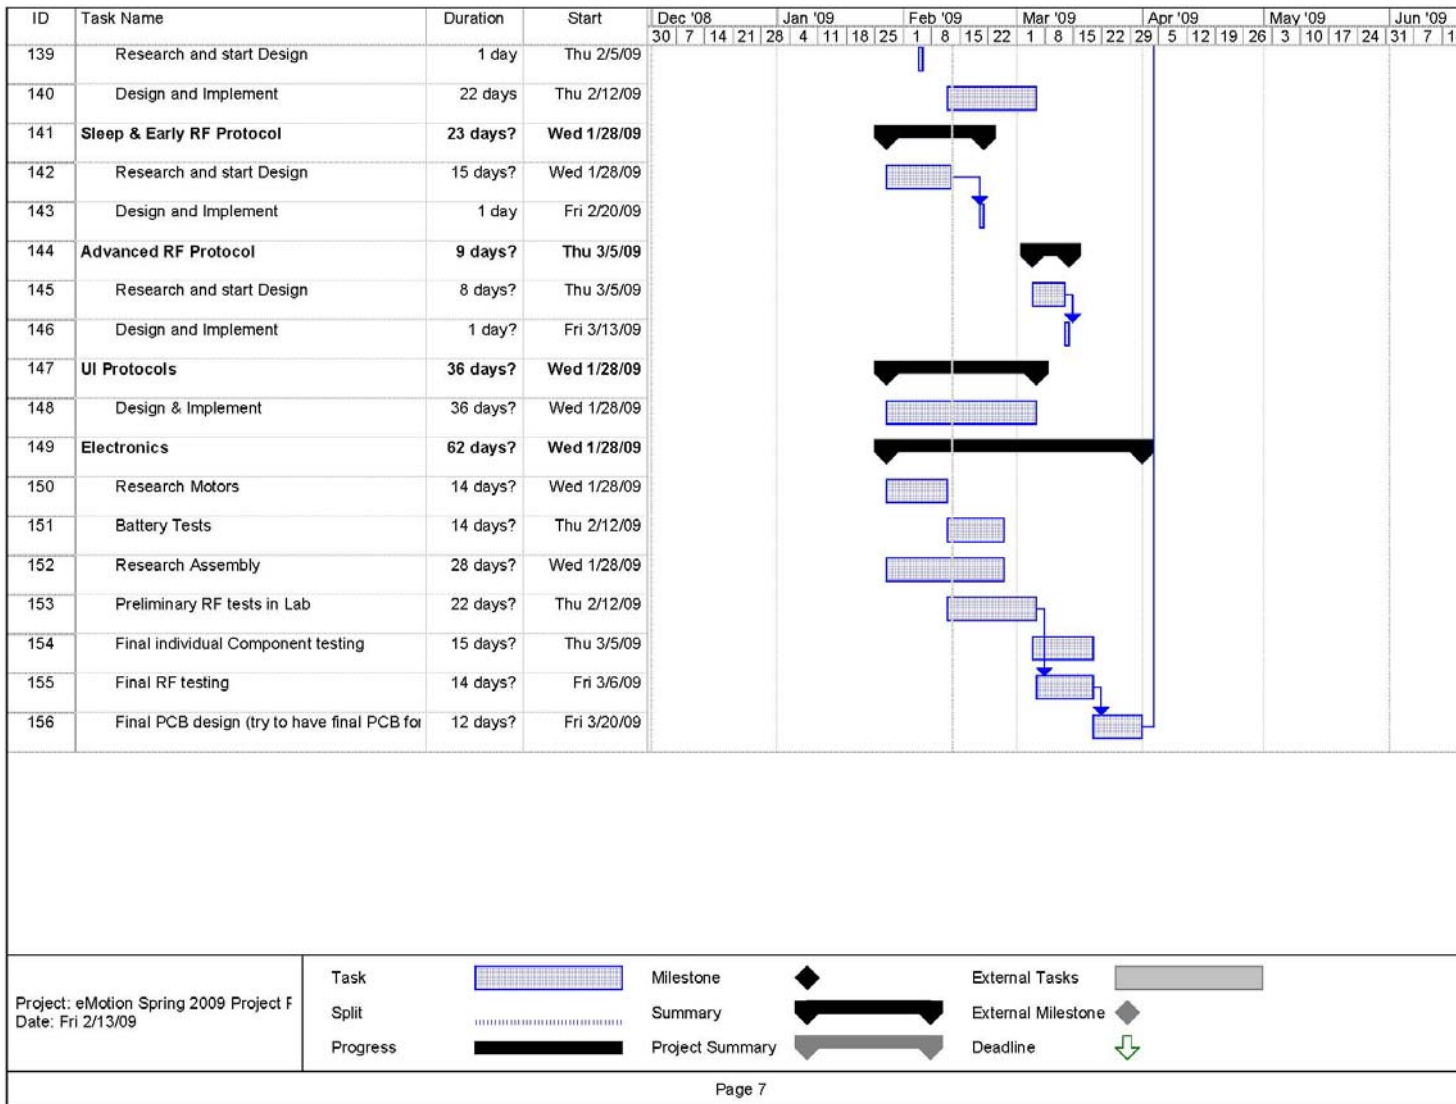 ID Task Name Duration Start Dec '08 Jan '09 Feb '09 Mar '09 Apr '09 May '09 Jun '09
30 7 14 21 28 4 11 18 25 1 8 15 22 1 8 15 22 29 5 12 19 26 3 10 17 24 31 7 1
139 Research and start Design 1 day Thu 2/5/09
140 Design and Implement 22 days Thu 2/12/09
141 Sleep & Early RF Protocol 23 days? Wed 1/28/09
142 Research and start Design 15 days? Wed 1/28/09
143 Design and Implement 1 day Fri 2/20/09
144 Advanced RF Protocol 9 days? Thu 3/5/09
145 Research and start Design 8 days? Thu 3/5/09
146 Design and Implement 1 day? Fri 3/13/09
147 UI Protocols 36 days? Wed 1/28/09
148 Design & Implement 36 days? Wed 1/28/09
149 Electronics 62 days? Wed 1/28/09
150 Research Motors 14 days? Wed 1/28/09
151 Battery Tests 14 days? Thu 2/12/09
152 Research Assembly 28 days? Wed 1/28/09
153 Preliminary RF tests in Lab 22 days? Thu 2/12/09
154 Final individual Component testing 15 days? Thu 3/5/09
155 Final RF testing 14 days? Fri 3/6/09
156 Final PCB design (try to have final PCB for 12 days? Fri 3/20/09
Project: eMotion Spring 2009 Project P
Date: Fri 2/13/09
Task Milestone External Tasks
Split Summary External Milestone
Progress Project Summary Deadline
Page 7